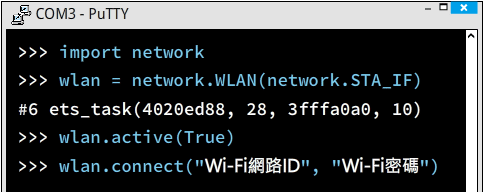 COM3 - PuTTY
>>> import network
>>> wlan = network.WLAN(network.STA_IF)
#6 ets_task(4020ed88, 28, 3fffa0a0, 10)
>>> wlan.active(True)
>>> wlan.connect("Wi-Fi網路ID", "Wi-Fi密碼")